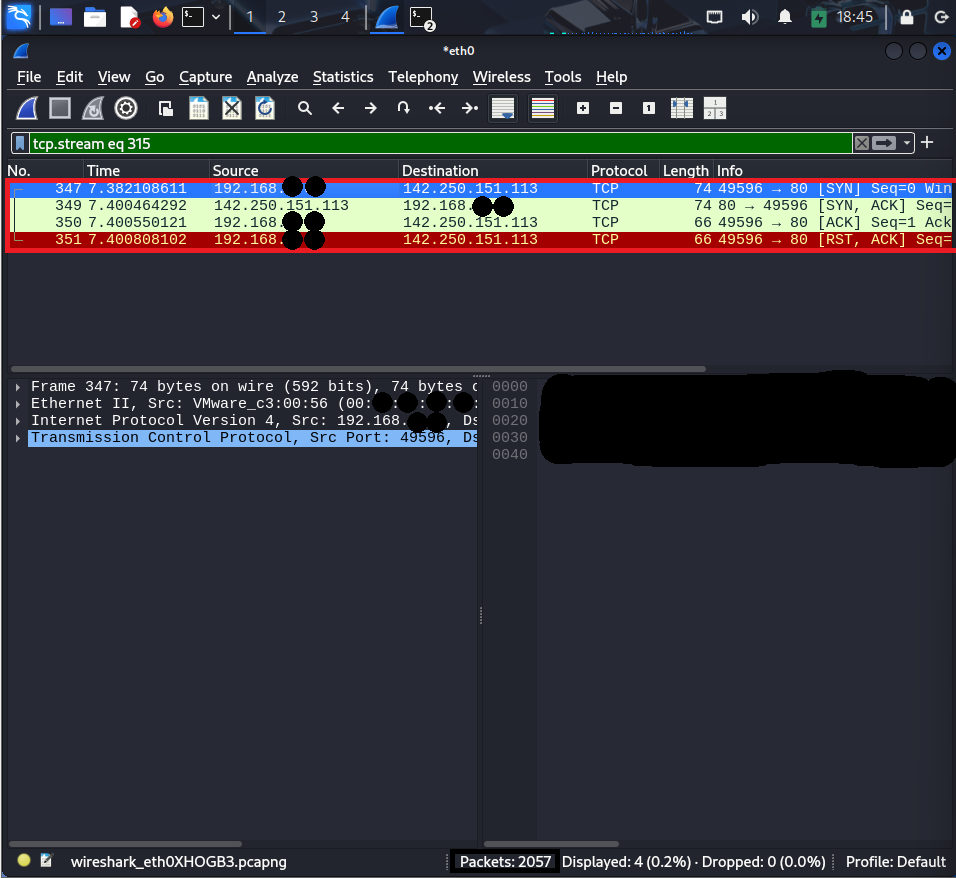 1 2 3 4 2 18:45
*eth0
File Edit View Go Capture Analyze Statistics Telephony Wireless Tools Help
tcp.stream eq 315
No. Time Source Destination Protocol Length Info
347 7.382108611 192.168. 142.250.151.113 TCP 74 49596 → 80 [SYN] Seq=0 Win
349 7.400464292 142.250.151.113 192.168. TCP 74 80 → 49596 [SYN, ACK] Seq=
350 7.400550121 192.168. 142.250.151.113 TCP 66 49596 → 80 [ACK] Seq=1 Ack
351 7.400808102 192.168. 142.250.151.113 TCP 66 49596 → 80 [RST, ACK] Seq=
Frame 347: 74 bytes on wire (592 bits), 74 bytes c
Ethernet II, Src: VMware_c3:00:56 (00: : : : :
Internet Protocol Version 4, Src: 192.168. , Ds
Transmission Control Protocol, Src Port: 49596, Ds
0000
0010
0020
0030
0040
wireshark_eth0XHOGB3.pcapng Packets: 2057 Displayed: 4 (0.2%) · Dropped: 0 (0.0%) Profile: Default